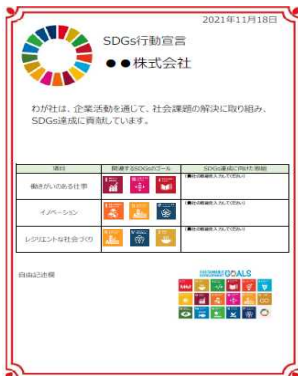 2021年11月18日
SDGs行動宣言
●●株式会社
わが社は、企業活動を通じて、社会課題の解決に取り組み、
SDGs達成に貢献しています。
項目
関連するSDGsのゴール
SDGs達成に向けた取組
働きがいのある仕事
イノベーション
レジリエントな社会づくり
自由記述欄
SUSTAINABLE DEVELOPMENT GOALS